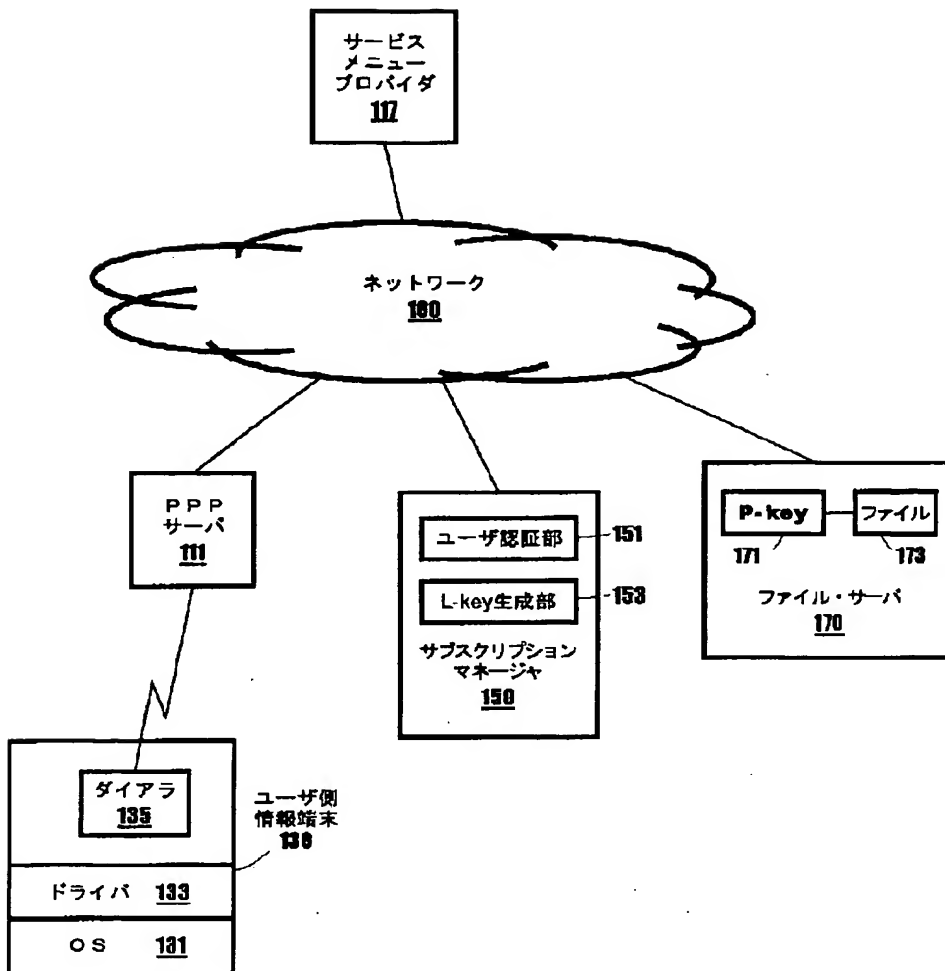 サービス
メニュー
プロバイダ
117
ネットワーク
160
PPP
サーバ
111
ユーザ認証部
151
L-key生成部
153
サブスクリプション
マネージャ
150
P-key
ファイル
171
173
ファイル・サーバ
170
ダイアラ
135
ユーザ側
情報端末
130
ドライバ 133
OS 131